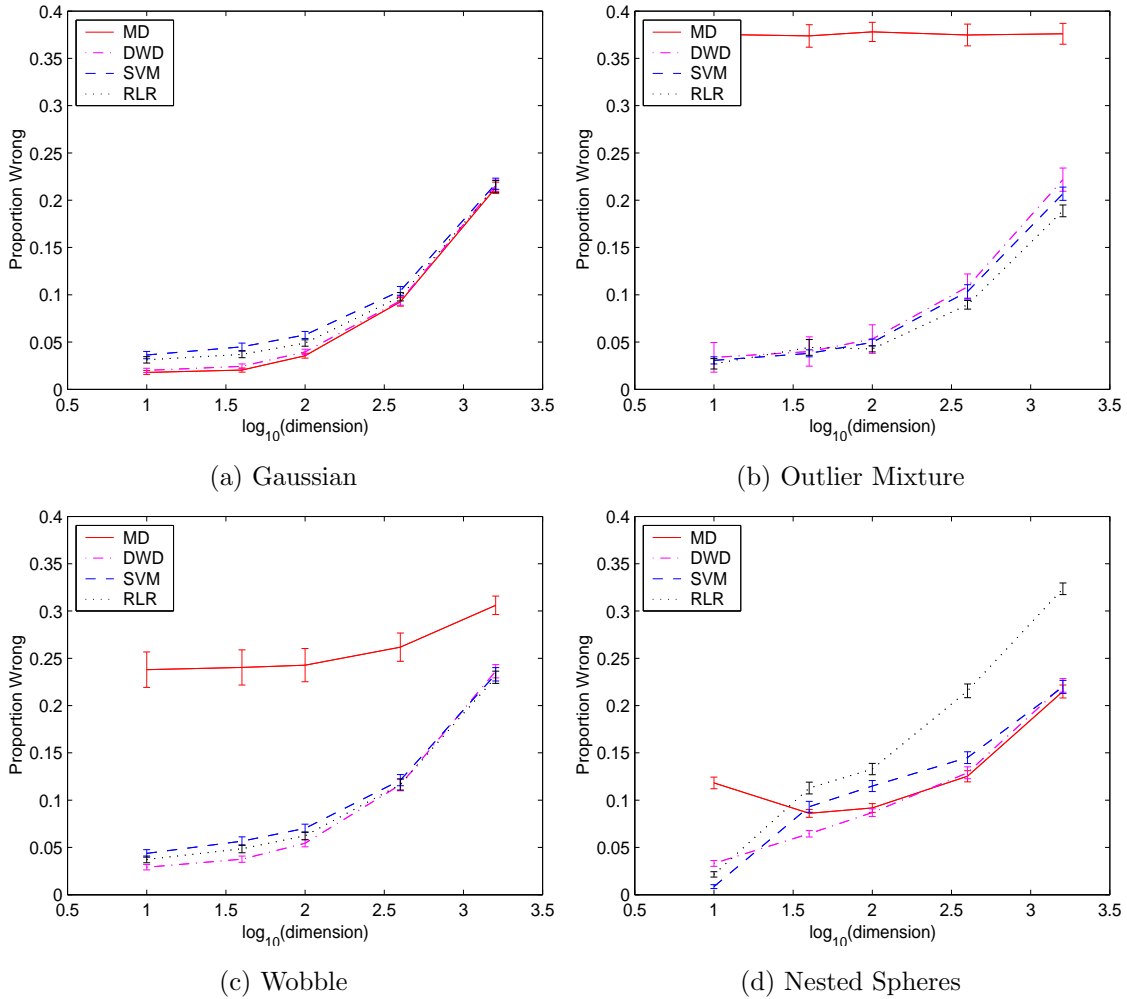 0.4
0.35
0.3
0.25
0.2
0.15
0.1
0.05
0
Proportion Wrong
MD
DWD
SVM
RLR
0.5 1 1.5 2 2.5 3 3.5
log10(dimension)
(a) Gaussian
0.4
0.35
0.3
0.25
0.2
0.15
0.1
0.05
0
Proportion Wrong
MD
DWD
SVM
RLR
0.5 1 1.5 2 2.5 3 3.5
log10(dimension)
(b) Outlier Mixture
0.4
0.35
0.3
0.25
0.2
0.15
0.1
0.05
0
Proportion Wrong
MD
DWD
SVM
RLR
0.5 1 1.5 2 2.5 3 3.5
log10(dimension)
(c) Wobble
0.4
0.35
0.3
0.25
0.2
0.15
0.1
0.05
0
Proportion Wrong
MD
DWD
SVM
RLR
0.5 1 1.5 2 2.5 3 3.5
log10(dimension)
(d) Nested Spheres